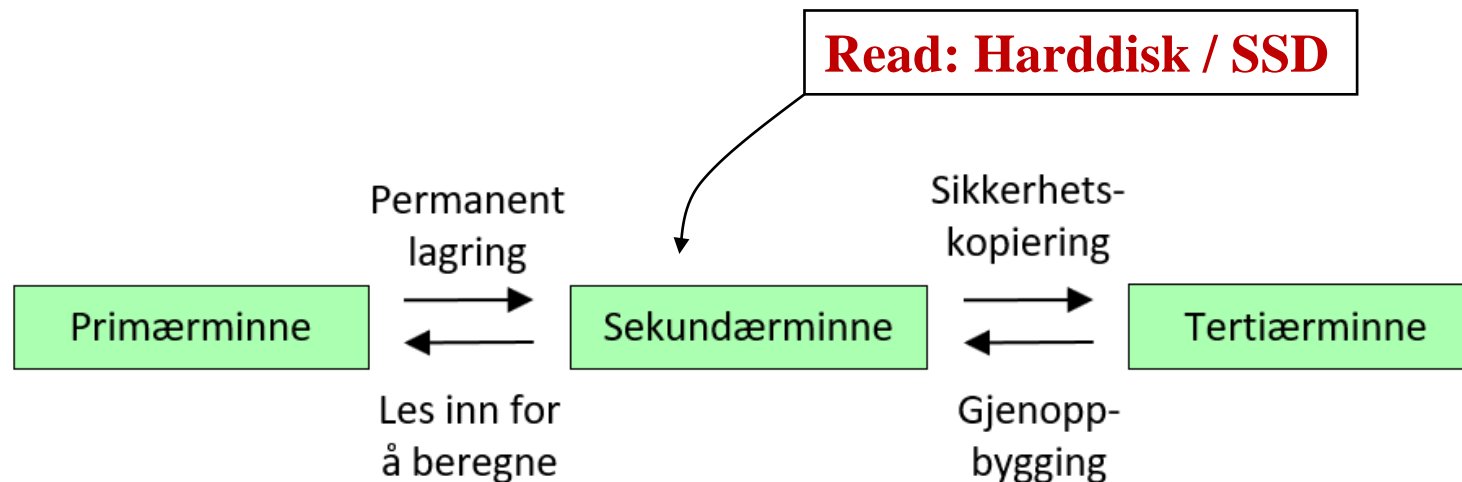 Read: Harddisk / SSD
Permanent
lagring
Sikkerhets-
kopiering
Primærminne
Sekundærminne
Tertiærminne
Les inn for
å beregne
Gjenopp-
bygging